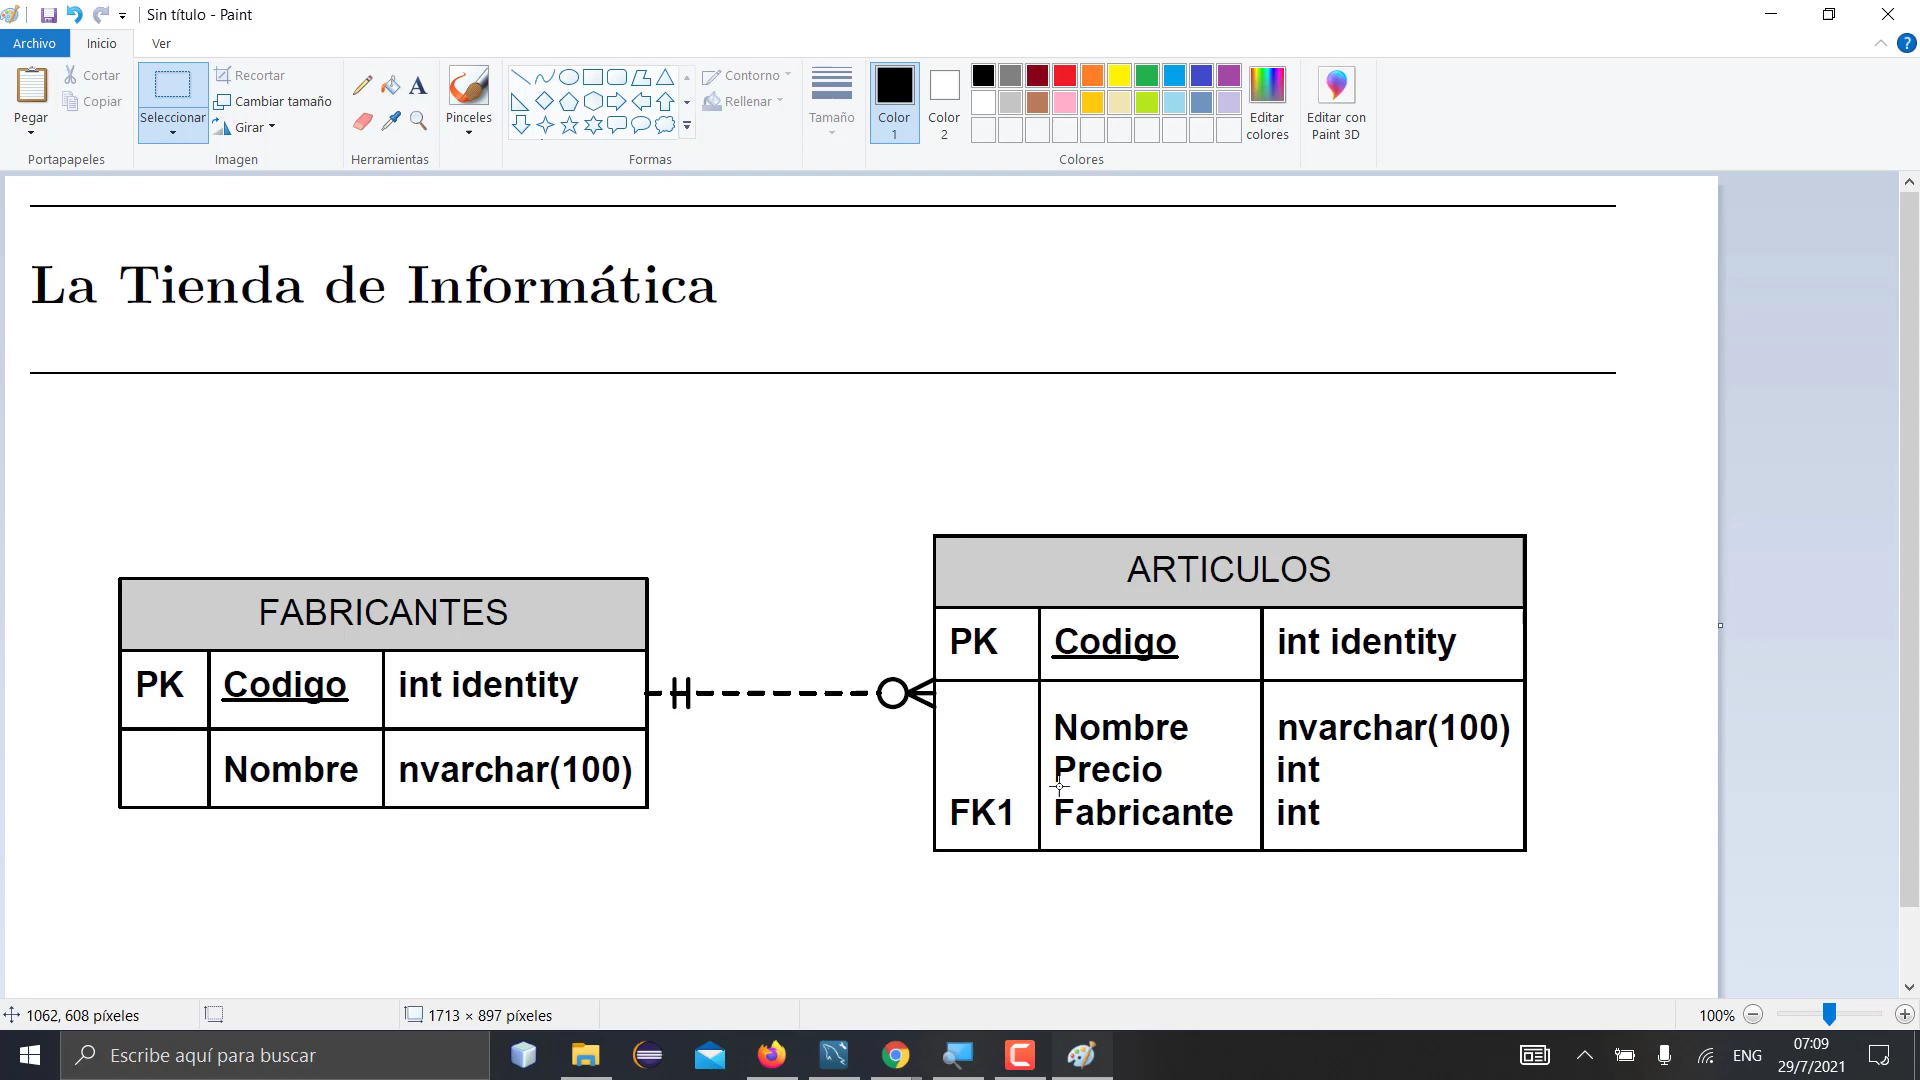 Sin título - Paint
Archivo
Inicio
Ver
Pegar
Cortar
Copiar
Portapapeles
Seleccionar
Recortar
Cambiar tamaño
Girar
Imagen
A
Herramientas
Pinceles
Contorno
Rellenar
Formas
Tamaño
Color
1
Color
2
Editar
colores
Colores
Editar con
Paint 3D
?
La Tienda de Informática
FABRICANTES
PK Codigo int identity
Nombre nvarchar(100)
ARTICULOS
PK Codigo int identity
Nombre nvarchar(100)
Precio int
FK1 Fabricante int
1062, 608 píxeles
1713 × 897 píxeles
100%
Escribe aquí para buscar
ENG
07:09
29/7/2021